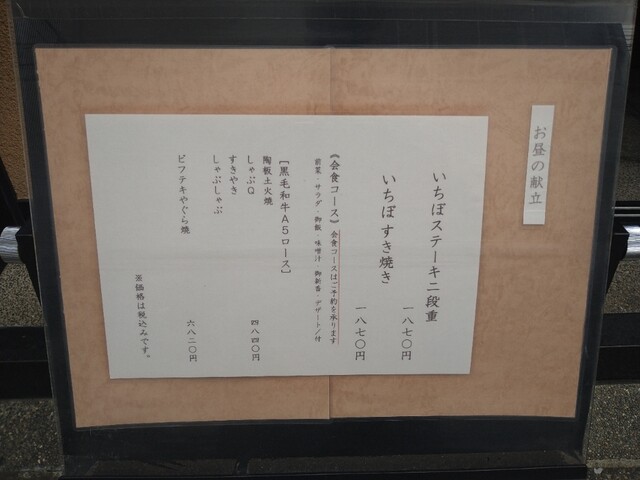 お昼の献立
いちぼステーキ二段重
一八七〇円
いちぼすき焼き
一八七〇円
《会食コース》会食コースはご予約を承ります
前菜・サラダ・御飯・味噌汁・御新香・デザート/付
[黒毛和牛A5ロース]
陶板土火焼
しゃぶQ
すきやき
しゃぶしゃぶ
四八四〇円
ビフテキやぐら焼
六八二〇円
※価格は税込みです。